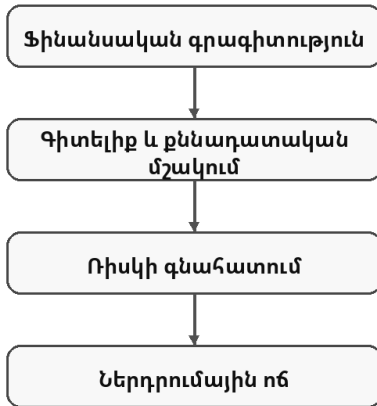 Ֆինանսական գրագիտություն
Գիտելիք և քննադատական
մշակում
Ռիսկի գնահատում
Ներդրումային ոճ